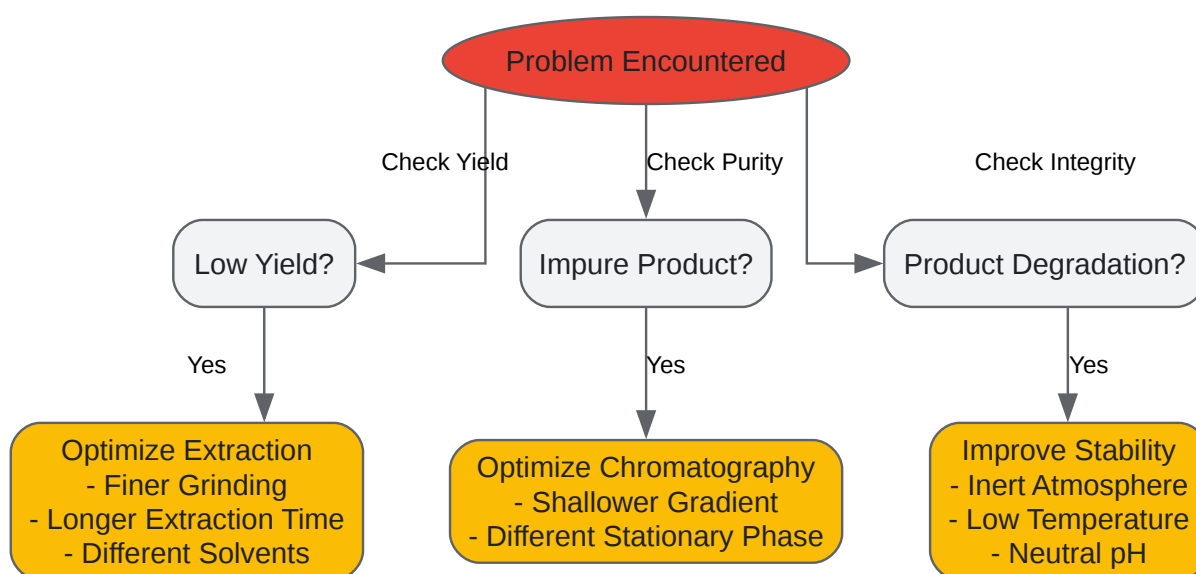 Problem Encountered
Check Yield
Check Purity
Check Integrity
Low Yield?
Impure Product?
Product Degradation?
Yes
Yes
Yes
Optimize Extraction
- Finer Grinding
- Longer Extraction Time
- Different Solvents
Optimize Chromatography
- Shallower Gradient
- Different Stationary Phase
Improve Stability
- Inert Atmosphere
- Low Temperature
- Neutral pH